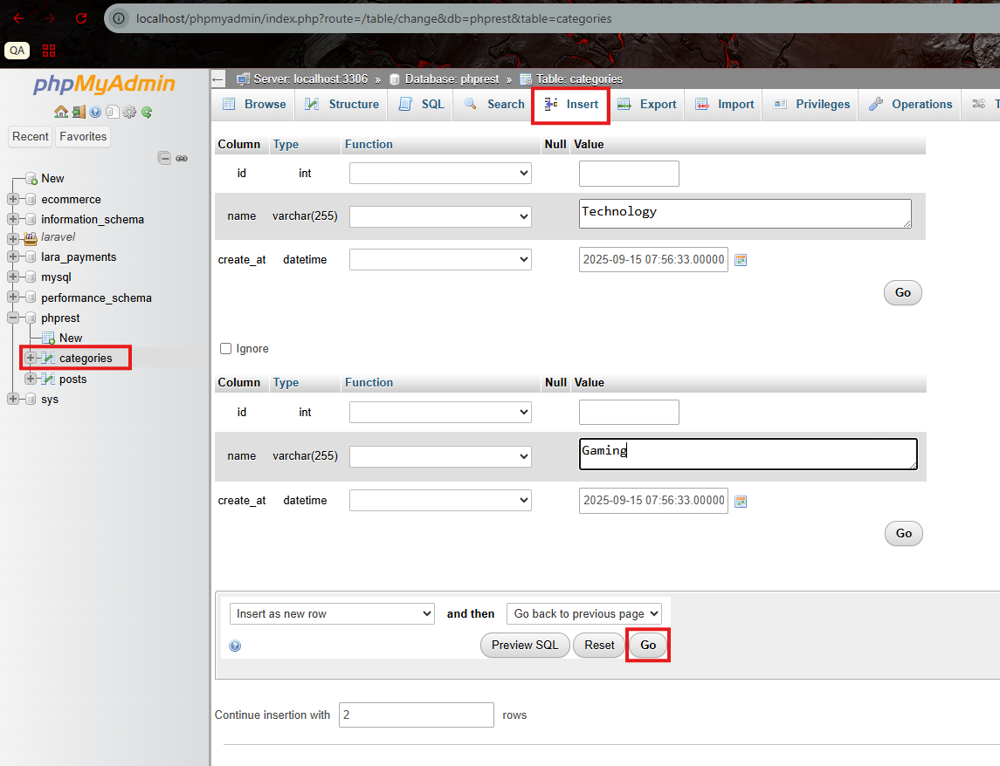 localhost/phpmyadmin/index.php?route=/table/change&db=phprest&table=categories
QA
phpMyAdmin
Recent Favorites
New
ecommerce
information_schema
laravel
lara_payments
mysql
performance_schema
phprest
New
categories
posts
sys
Server: localhost:3306 » Database: phprest » Table: categories
Browse Structure SQL Search Insert Export Import Privileges Operations
Column Type Function Null Value
id int
name varchar(255) Technology
create_at datetime 2025-09-15 07:56:33.00000
Go
Ignore
Column Type Function Null Value
id int
name varchar(255) Gaming
create_at datetime 2025-09-15 07:56:33.00000
Go
Insert as new row and then Go back to previous page
Preview SQL Reset Go
Continue insertion with 2 rows